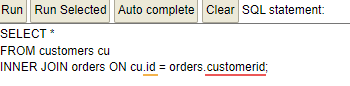 Run Run Selected Auto complete Clear SQL statement:
SELECT *
FROM customers cu
INNER JOIN orders ON cu.id = orders.customerid;